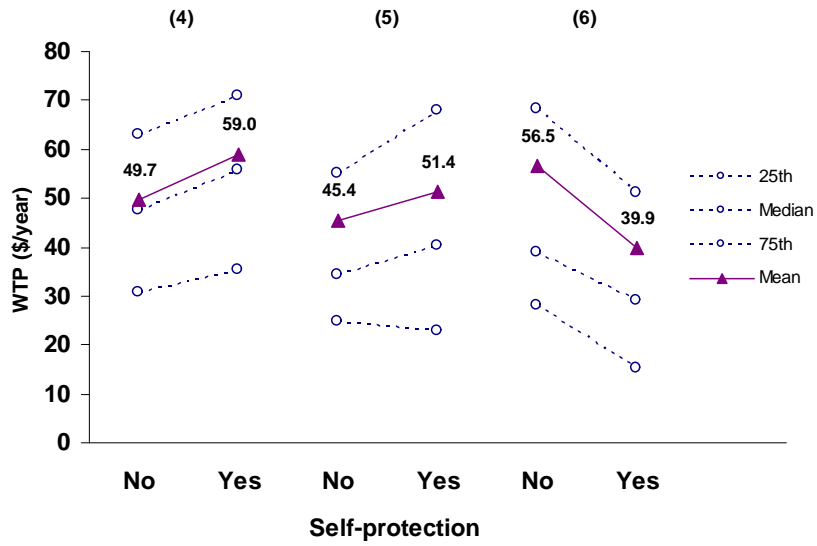 (4) (5) (6)
80
70
60
50
40
30
20
10
0
WTP ($/year)
49.7
59.0
45.4
51.4
56.5
39.9
25th
Median
75th
Mean
No Yes No Yes No Yes
Self-protection